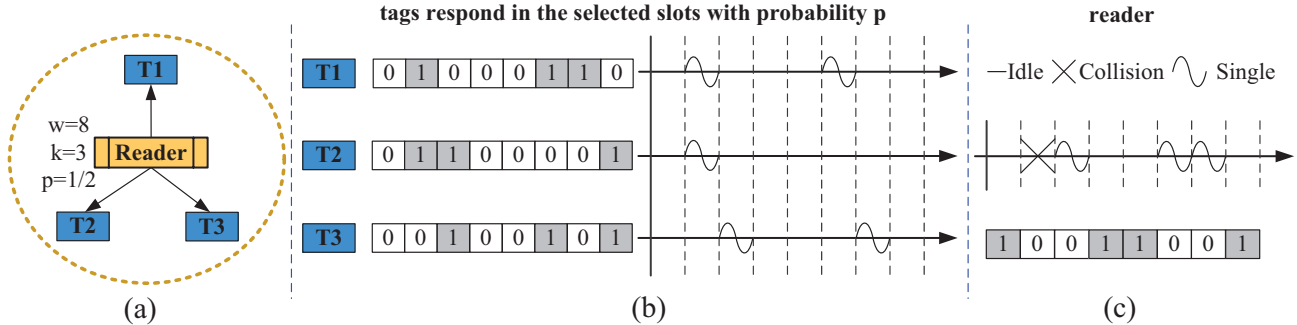 tags respond in the selected slots with probability p
reader
T1
w=8
k=3
p=1/2
Reader
T2
T3
T1
0 1 0 0 0 1 1 0
T2
0 1 1 0 0 0 0 1
T3
0 0 1 0 0 1 0 1
Idle Collision Single
1 0 0 1 1 0 0 1
(a)
(b)
(c)